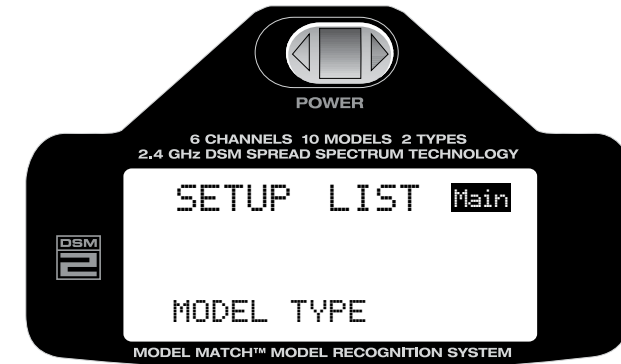 POWER
6 CHANNELS 10 MODELS 2 TYPES
2.4 GHz DSM SPREAD SPECTRUM TECHNOLOGY
SETUP LIST Main
DSM
2
MODEL TYPE
MODEL MATCH™ MODEL RECOGNITION SYSTEM